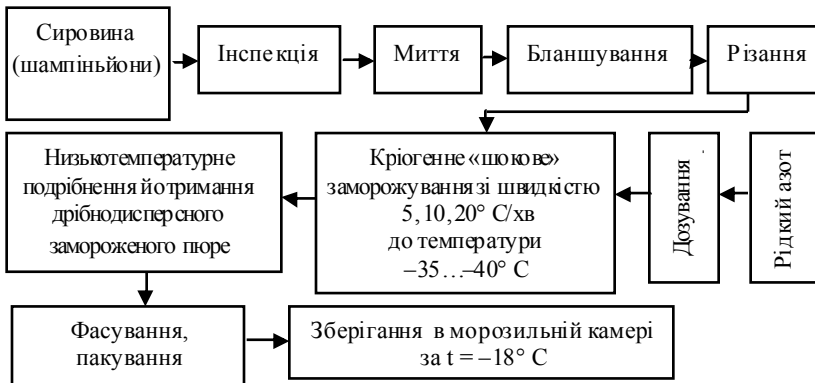 Сировина
(шампіньйони)
Інспекція
Миття
Бланшування
Різання
Низькотемпературне
подрібнення й отримання
дрібнодисперсного
замороженого пюре
Кріогенне «шокове»
заморожування зі швидкістю
5, 10, 20° С/хв
до температури
–35…–40° С
Дозування
Рідкий азот
Фасування,
пакування
Зберігання в морозильній камері
за t = –18° С